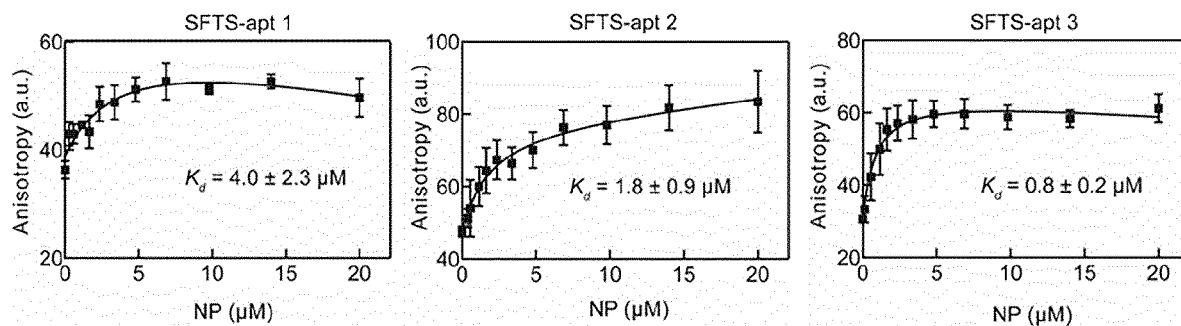 SFTS-apt 1
60
40
20
Anisotropy (a.u.)
K_d = 4.0 ± 2.3 µM
0 5 10 15 20
NP (µM)
SFTS-apt 2
100
80
60
40
Anisotropy (a.u.)
K_d = 1.8 ± 0.9 µM
0 5 10 15 20
NP (µM)
SFTS-apt 3
80
60
40
20
Anisotropy (a.u.)
K_d = 0.8 ± 0.2 µM
0 5 10 15 20
NP (µM)